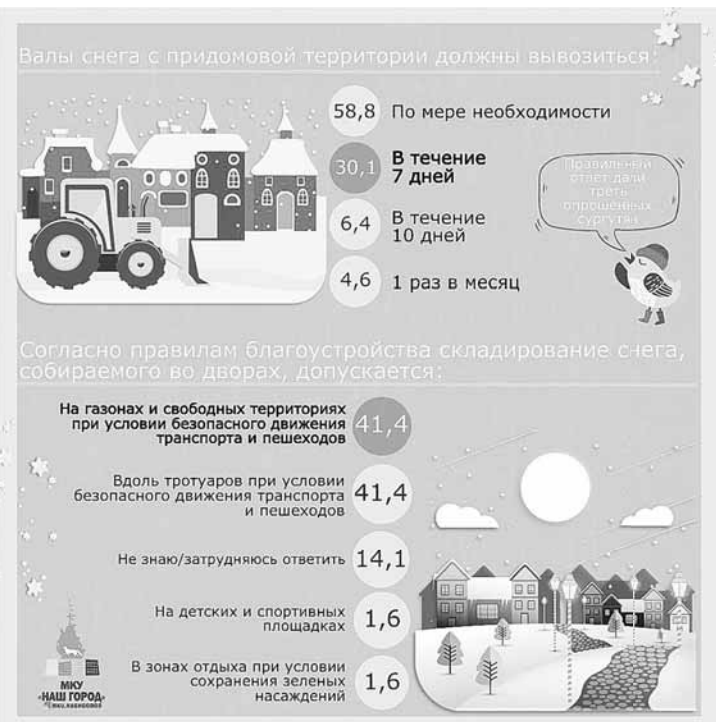 Валы снега с придомовой территории должны вывозиться:
58,8 По мере необходимости
30,1 В течение
7 дней
6,4 В течение
10 дней
4,6 1 раз в месяц
Правильный
ответ дали
треть
опрошенных
сургутян
Согласно правилам благоустройства складирование снега,
собираемого во дворах, допускается:
На газонах и свободных территориях
при условии безопасного движения
транспорта и пешеходов
41,4
Вдоль тротуаров при условии
безопасного движения транспорта
и пешеходов
41,4
Не знаю/затрудняюсь ответить 14,1
На детских и спортивных
площадках
1,6
В зонах отдыха при условии
сохранения зеленых
насаждений
1,6
МКУ
«НАШ ГОРОД»